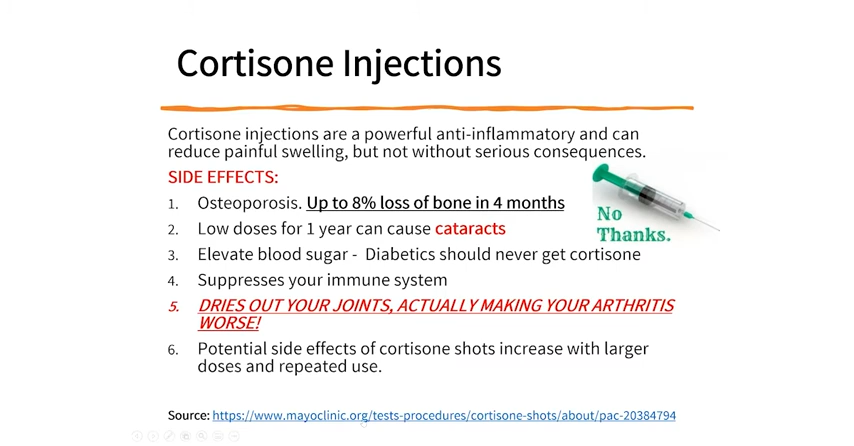 Cortisone Injections
Cortisone injections are a powerful anti-inflammatory and can
reduce painful swelling, but not without serious consequences.
SIDE EFFECTS:
1. Osteoporosis. Up to 8% loss of bone in 4 months
2. Low doses for 1 year can cause cataracts
3. Elevate blood sugar - Diabetics should never get cortisone
4. Suppresses your immune system
5. DRIES OUT YOUR JOINTS, ACTUALLY MAKING YOUR ARTHRITIS
WORSE!
6. Potential side effects of cortisone shots increase with larger
doses and repeated use.
No
Thanks.
Source: https://www.mayoclinic.org/tests-procedures/cortisone-shots/about/pac-20384794